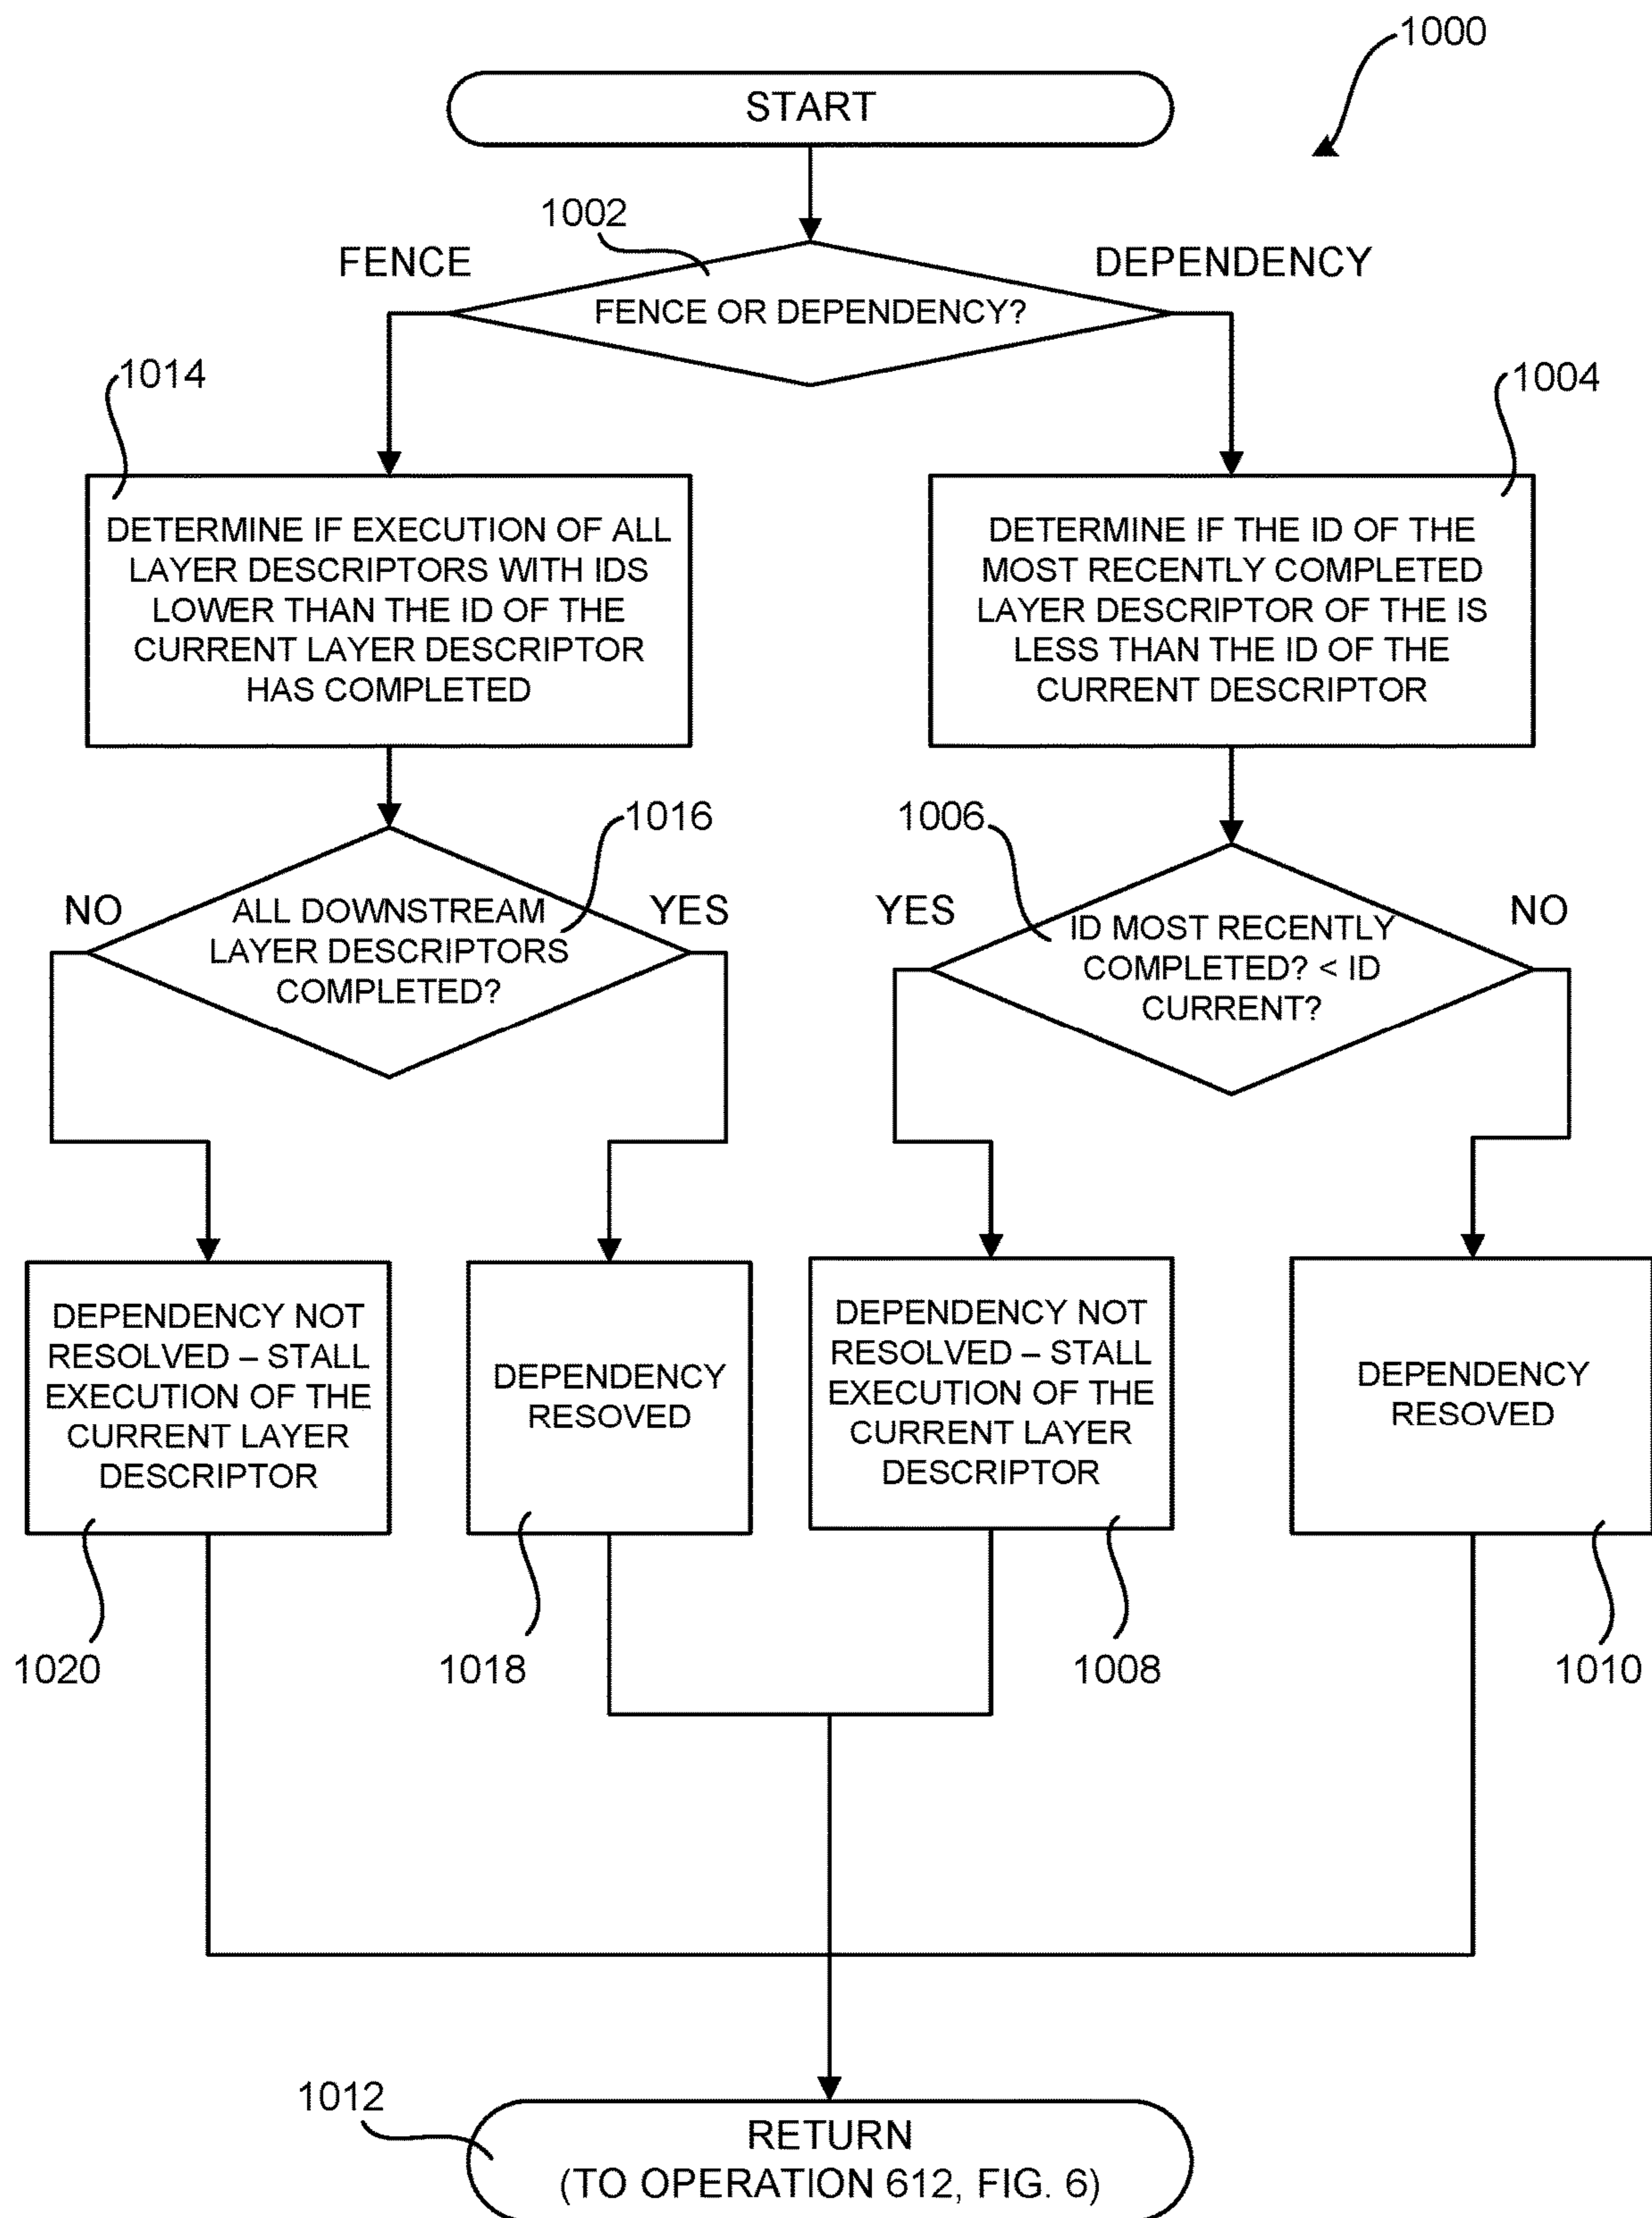 1000
START
1002
FENCE
DEPENDENCY
FENCE OR DEPENDENCY?
1014
1004
DETERMINE IF EXECUTION OF ALL
LAYER DESCRIPTORS WITH IDS
LOWER THAN THE ID OF THE
CURRENT LAYER DESCRIPTOR
HAS COMPLETED
DETERMINE IF THE ID OF THE
MOST RECENTLY COMPLETED
LAYER DESCRIPTOR OF THE IS
LESS THAN THE ID OF THE
CURRENT DESCRIPTOR
1016
1006
NO
ALL DOWNSTREAM
LAYER DESCRIPTORS
COMPLETED?
YES
YES
ID MOST RECENTLY
COMPLETED? < ID
CURRENT?
NO
DEPENDENCY NOT
RESOLVED – STALL
EXECUTION OF THE
CURRENT LAYER
DESCRIPTOR
DEPENDENCY
RESOVED
DEPENDENCY NOT
RESOLVED – STALL
EXECUTION OF THE
CURRENT LAYER
DESCRIPTOR
DEPENDENCY
RESOVED
1020
1018
1008
1010
1012
RETURN
(TO OPERATION 612, FIG. 6)